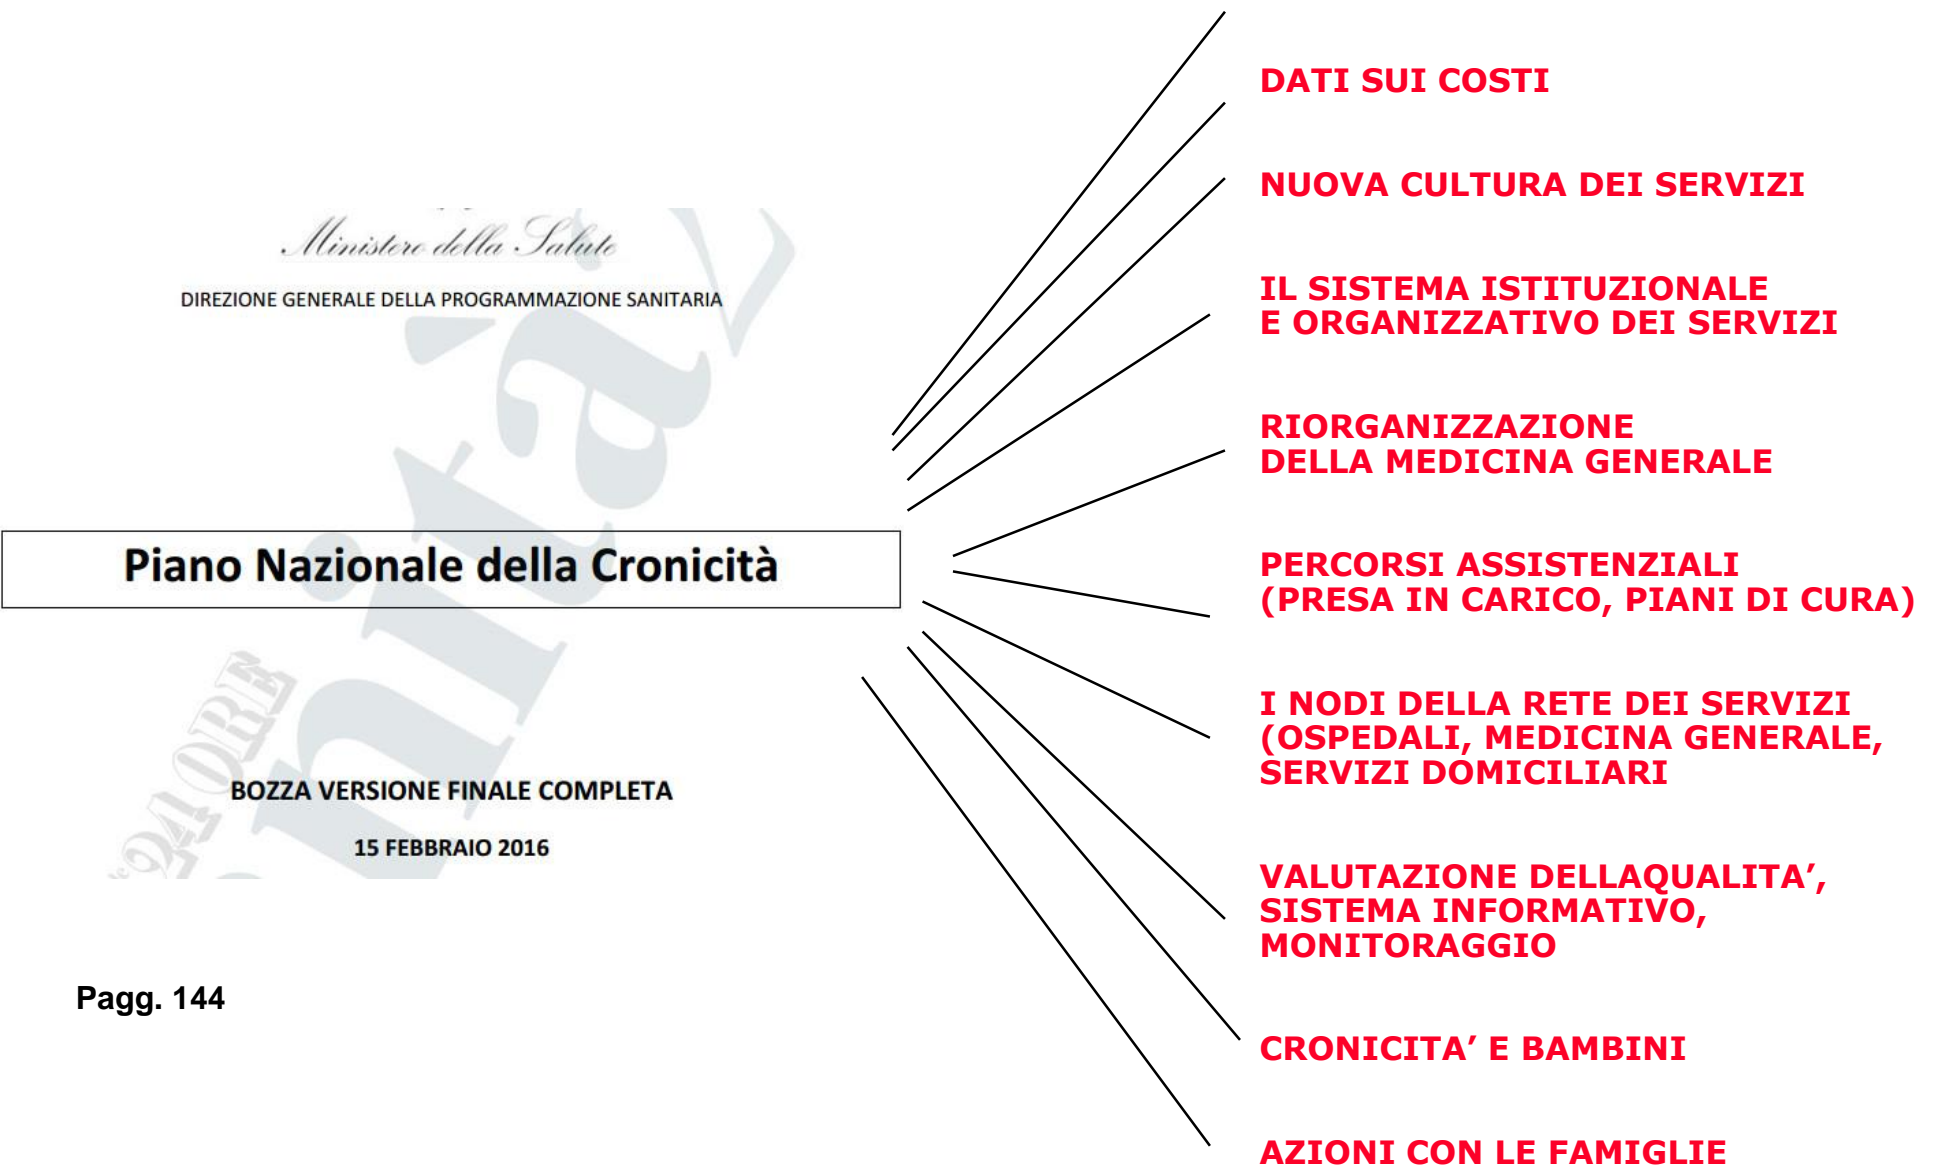 Ministero della Salute
DIREZIONE GENERALE DELLA PROGRAMMAZIONE SANITARIA
Piano Nazionale della Cronicità
24 ORE
nità
BOZZA VERSIONE FINALE COMPLETA
15 FEBBRAIO 2016
Pagg. 144
DATI SUI COSTI
NUOVA CULTURA DEI SERVIZI
IL SISTEMA ISTITUZIONALE
E ORGANIZZATIVO DEI SERVIZI
RIORGANIZZAZIONE
DELLA MEDICINA GENERALE
PERCORSI ASSISTENZIALI
(PRESA IN CARICO, PIANI DI CURA)
I NODI DELLA RETE DEI SERVIZI
(OSPEDALI, MEDICINA GENERALE,
SERVIZI DOMICILIARI
VALUTAZIONE DELLAQUALITA’,
SISTEMA INFORMATIVO,
MONITORAGGIO
CRONICITA’ E BAMBINI
AZIONI CON LE FAMIGLIE